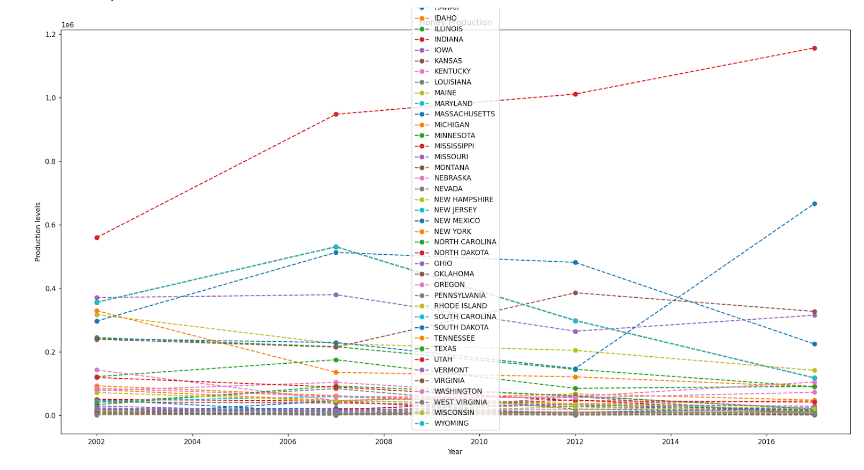 Honey Production
1e6
1.2
1.0
0.8
0.6
0.4
0.2
0.0
Production levels
2002
2004
2006
2008
2010
2012
2014
2016
Year
HAWAII
IDAHO
ILLINOIS
INDIANA
IOWA
KANSAS
KENTUCKY
LOUISIANA
MAINE
MARYLAND
MASSACHUSETTS
MICHIGAN
MINNESOTA
MISSISSIPPI
MISSOURI
MONTANA
NEBRASKA
NEVADA
NEW HAMPSHIRE
NEW JERSEY
NEW MEXICO
NEW YORK
NORTH CAROLINA
NORTH DAKOTA
OHIO
OKLAHOMA
OREGON
PENNSYLVANIA
RHODE ISLAND
SOUTH CAROLINA
SOUTH DAKOTA
TENNESSEE
TEXAS
UTAH
VERMONT
VIRGINIA
WASHINGTON
WEST VIRGINIA
WISCONSIN
WYOMING